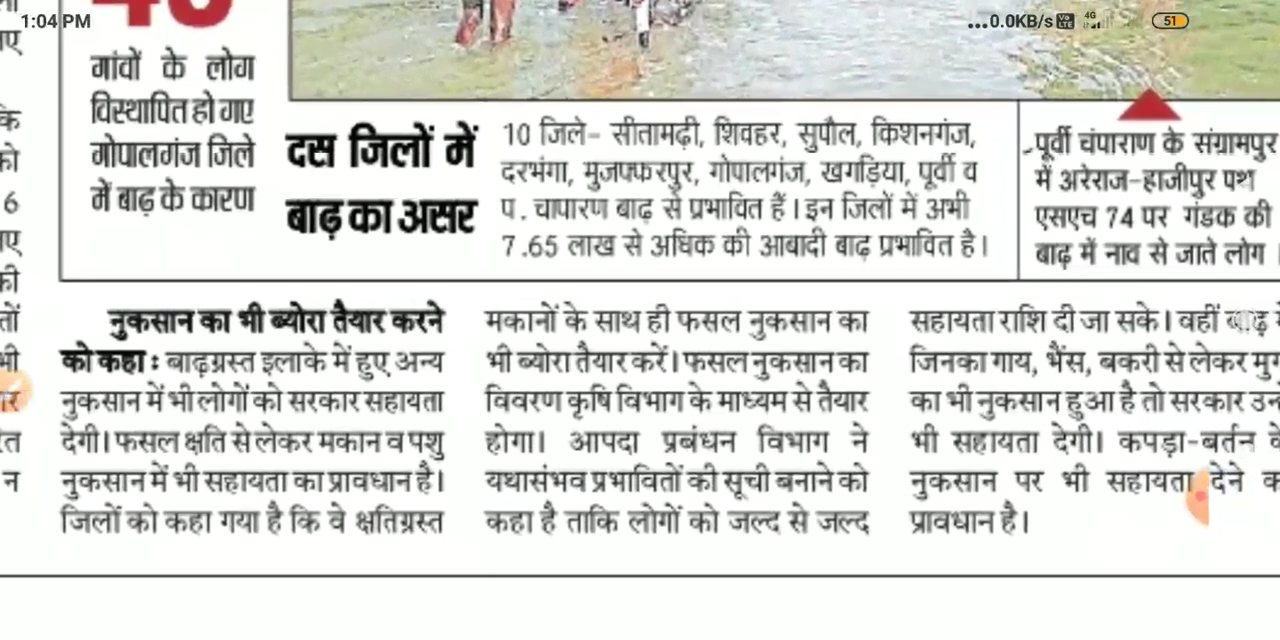 1:04 PM
...0.0KB/s Vo LTE 4G 51
गांवों के लोग
विस्थापित हो गए
गोपालगंज जिले
में बाढ़ के कारण
दस जिलों में
बाढ़ का असर
10 जिले- सीतामढ़ी, शिवहर, सुपौल, किशनगंज,
दरभंगा, मुजफ्फरपुर, गोपालगंज, खगड़िया, पूर्वी व
प. चापारण बाढ़ से प्रभावित हैं। इन जिलों में अभी
7.65 लाख से अधिक की आबादी बाढ़ प्रभावित है।
पूर्वी चंपाराण के संग्रामपुर
में अरेराज-हाजीपुर पथ
एसएच 74 पर गंडक की
बाढ़ में नाव से जाते लोग।
नुकसान का भी ब्योरा तैयार करने
को कहा : बाढ़ग्रस्त इलाके में हुए अन्य
नुकसान में भी लोगों को सरकार सहायता
देगी। फसल क्षति से लेकर मकान व पशु
नुकसान में भी सहायता का प्रावधान है।
जिलों को कहा गया है कि वे क्षतिग्रस्त
मकानों के साथ ही फसल नुकसान का
भी ब्योरा तैयार करें। फसल नुकसान का
विवरण कृषि विभाग के माध्यम से तैयार
होगा। आपदा प्रबंधन विभाग ने
यथासंभव प्रभावितों की सूची बनाने को
कहा है ताकि लोगों को जल्द से जल्द
सहायता राशि दी जा सके। वहीं बाढ़
जिनका गाय, भैंस, बकरी से लेकर
का भी नुकसान हुआ है तो सरकार
भी सहायता देगी। कपड़ा-बर्तन
नुकसान पर भी सहायता देने
प्रावधान है।